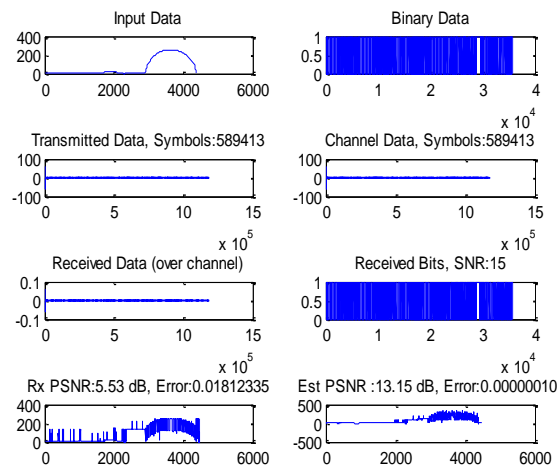 Input Data
Binary Data
400
200
0
0 2000 4000 6000
1
0.5
0
0 1 2 3 4
x 10^4
Transmitted Data, Symbols:589413
Channel Data, Symbols:589413
100
0
-100
0 5 10 15
x 10^5
100
0
-100
0 5 10 15
x 10^5
Received Data (over channel)
Received Bits, SNR:15
0.1
0
-0.1
0 5 10 15
x 10^5
1
0.5
0
0 1 2 3 4
x 10^4
Rx PSNR:5.53 dB, Error:0.01812335
Est PSNR :13.15 dB, Error:0.00000010
400
200
0
0 2000 4000 6000
500
0
-500
0 2000 4000 6000